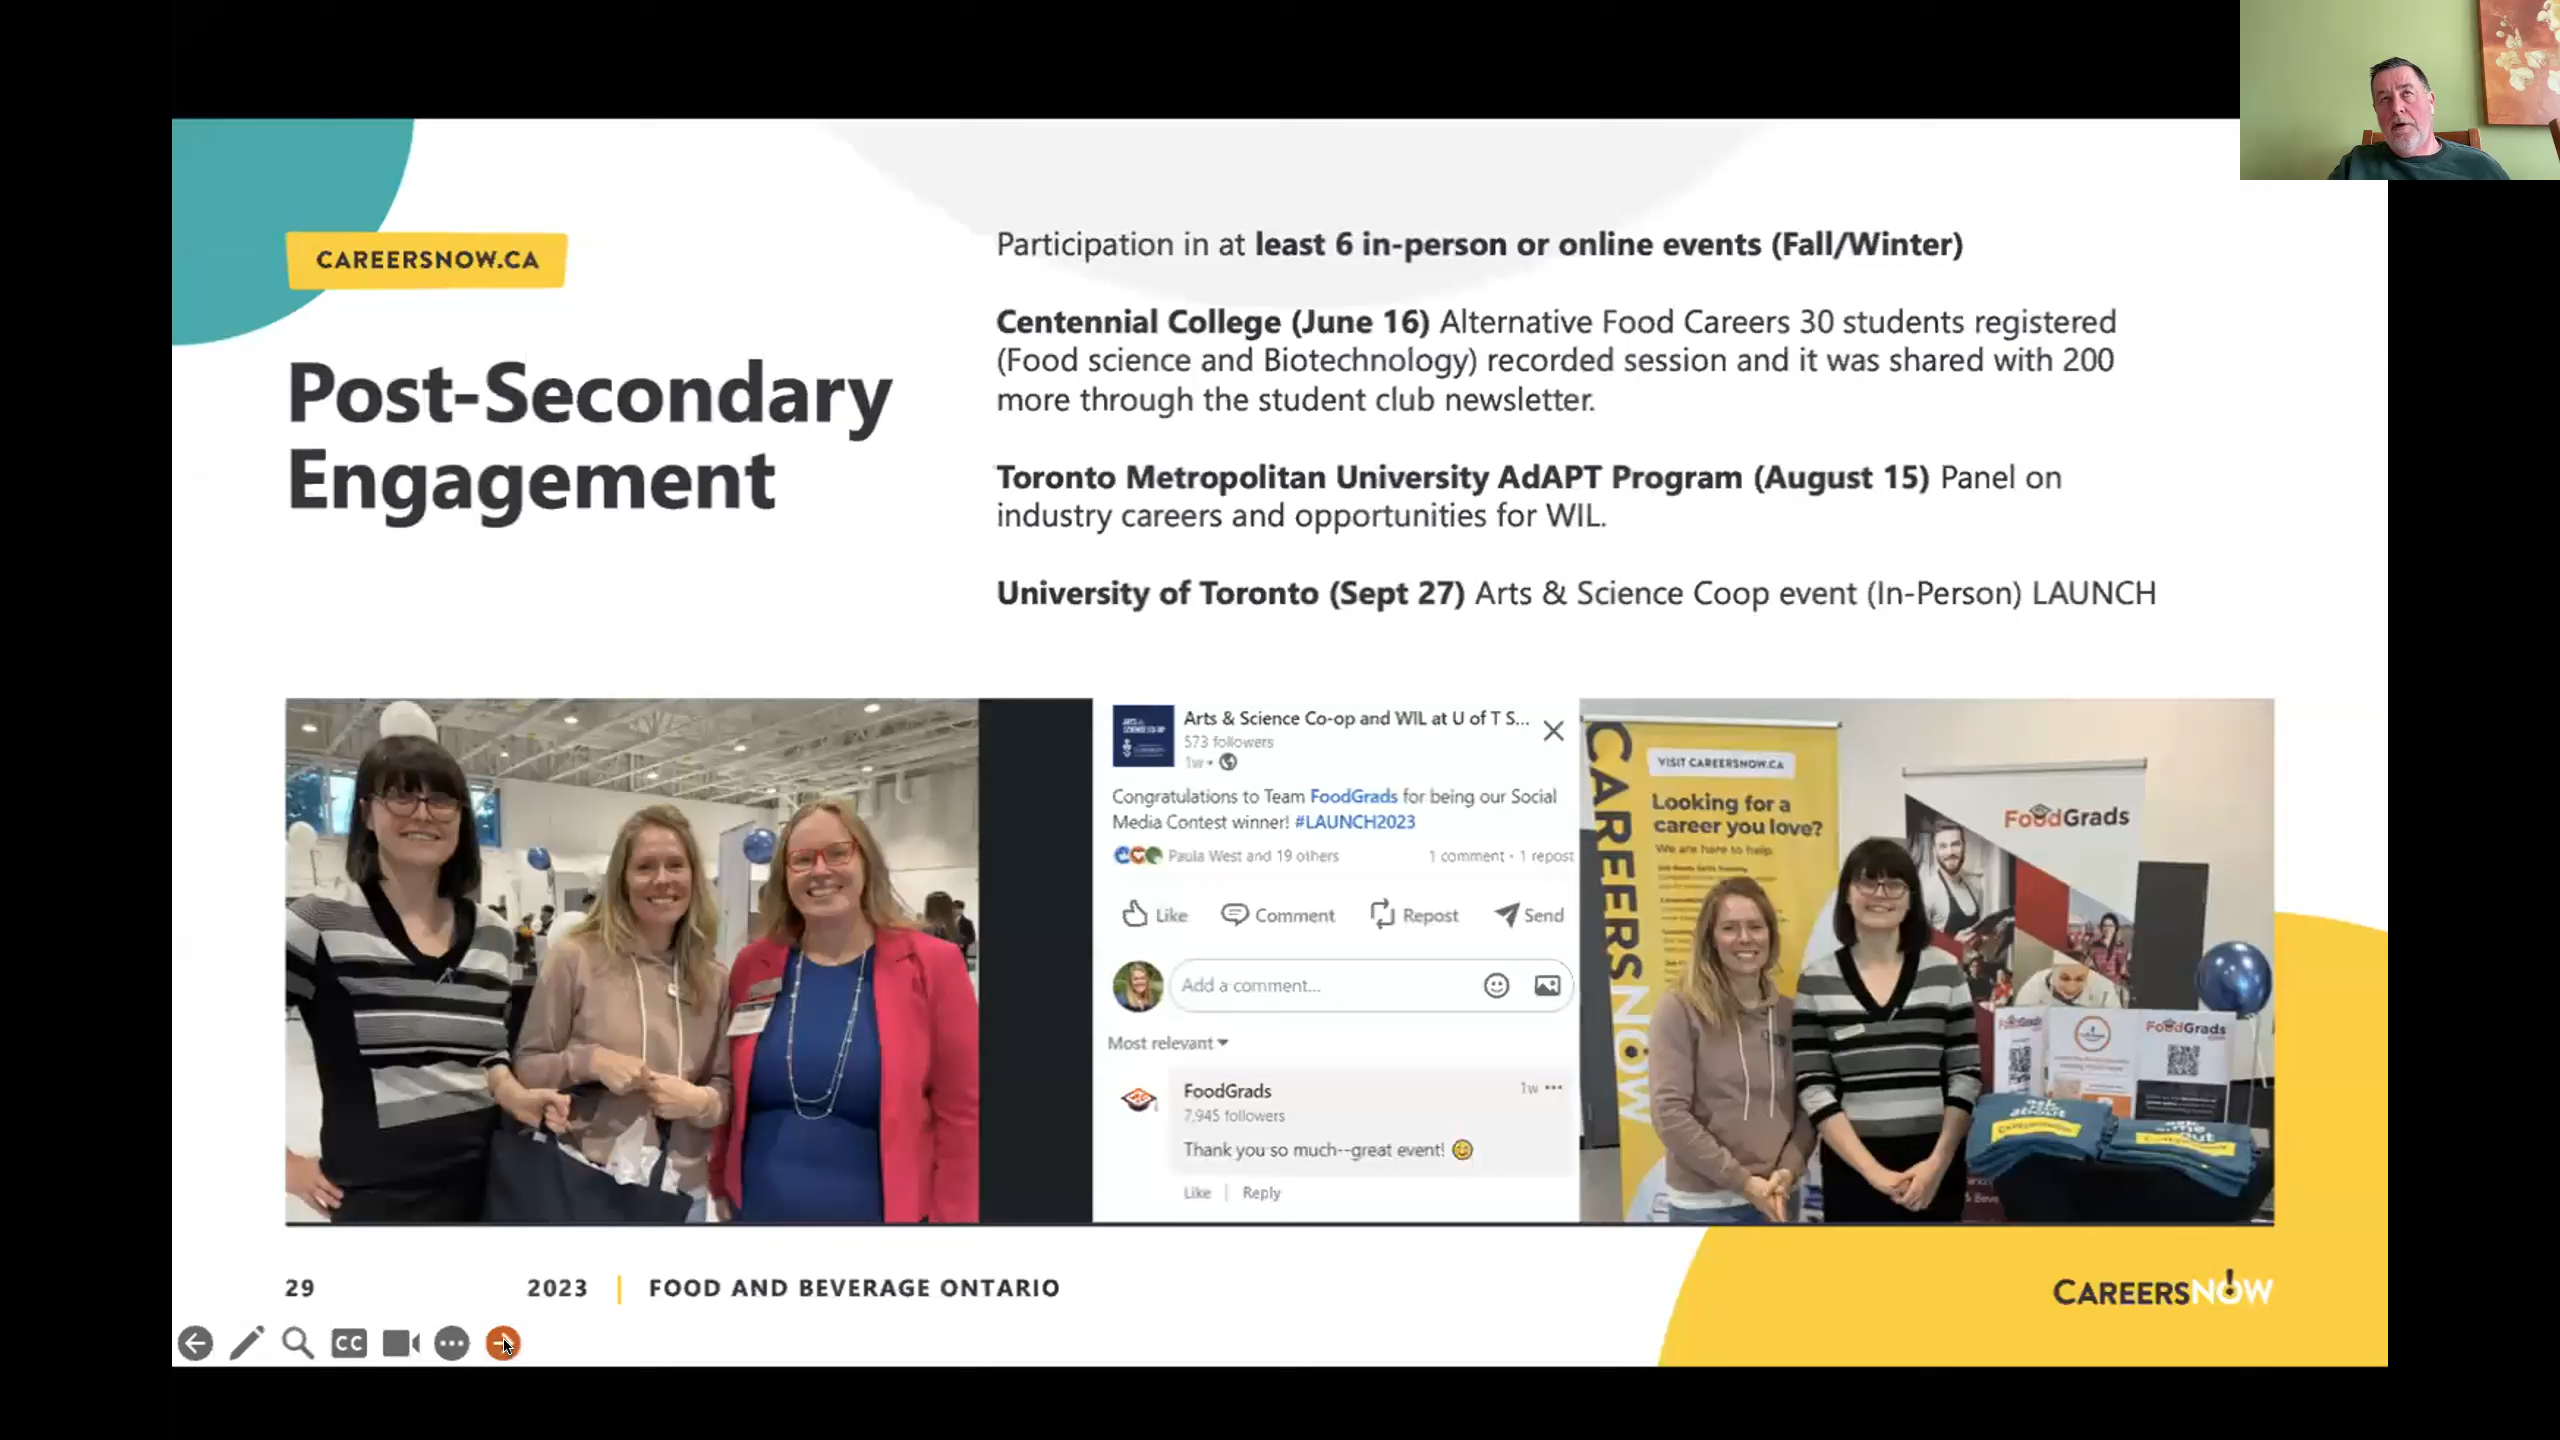 CAREERSNOW.CA
Post-Secondary
Engagement
Participation in at least 6 in-person or online events (Fall/Winter)
Centennial College (June 16) Alternative Food Careers 30 students registered
(Food science and Biotechnology) recorded session and it was shared with 200
more through the student club newsletter.
Toronto Metropolitan University AdAPT Program (August 15) Panel on
industry careers and opportunities for WIL.
University of Toronto (Sept 27) Arts & Science Coop event (In-Person) LAUNCH
Arts & Science Co-op and WIL at U of T S...
573 followers
1w •
Congratulations to Team FoodGrads for being our Social
Media Contest winner! #LAUNCH2023
Paula West and 19 others 1 comment · 1 repost
Like Comment Repost Send
Add a comment...
Most relevant
FoodGrads 1w
7,945 followers
Thank you so much--great event!
Like Reply
CAREERSNOW
VISIT CAREERSNOW.CA
Looking for a
career you love?
We are here to help.
FoodGrads
FoodGrads
FoodGrads
ask
about
29 2023 FOOD AND BEVERAGE ONTARIO
CAREERSNOW
CC